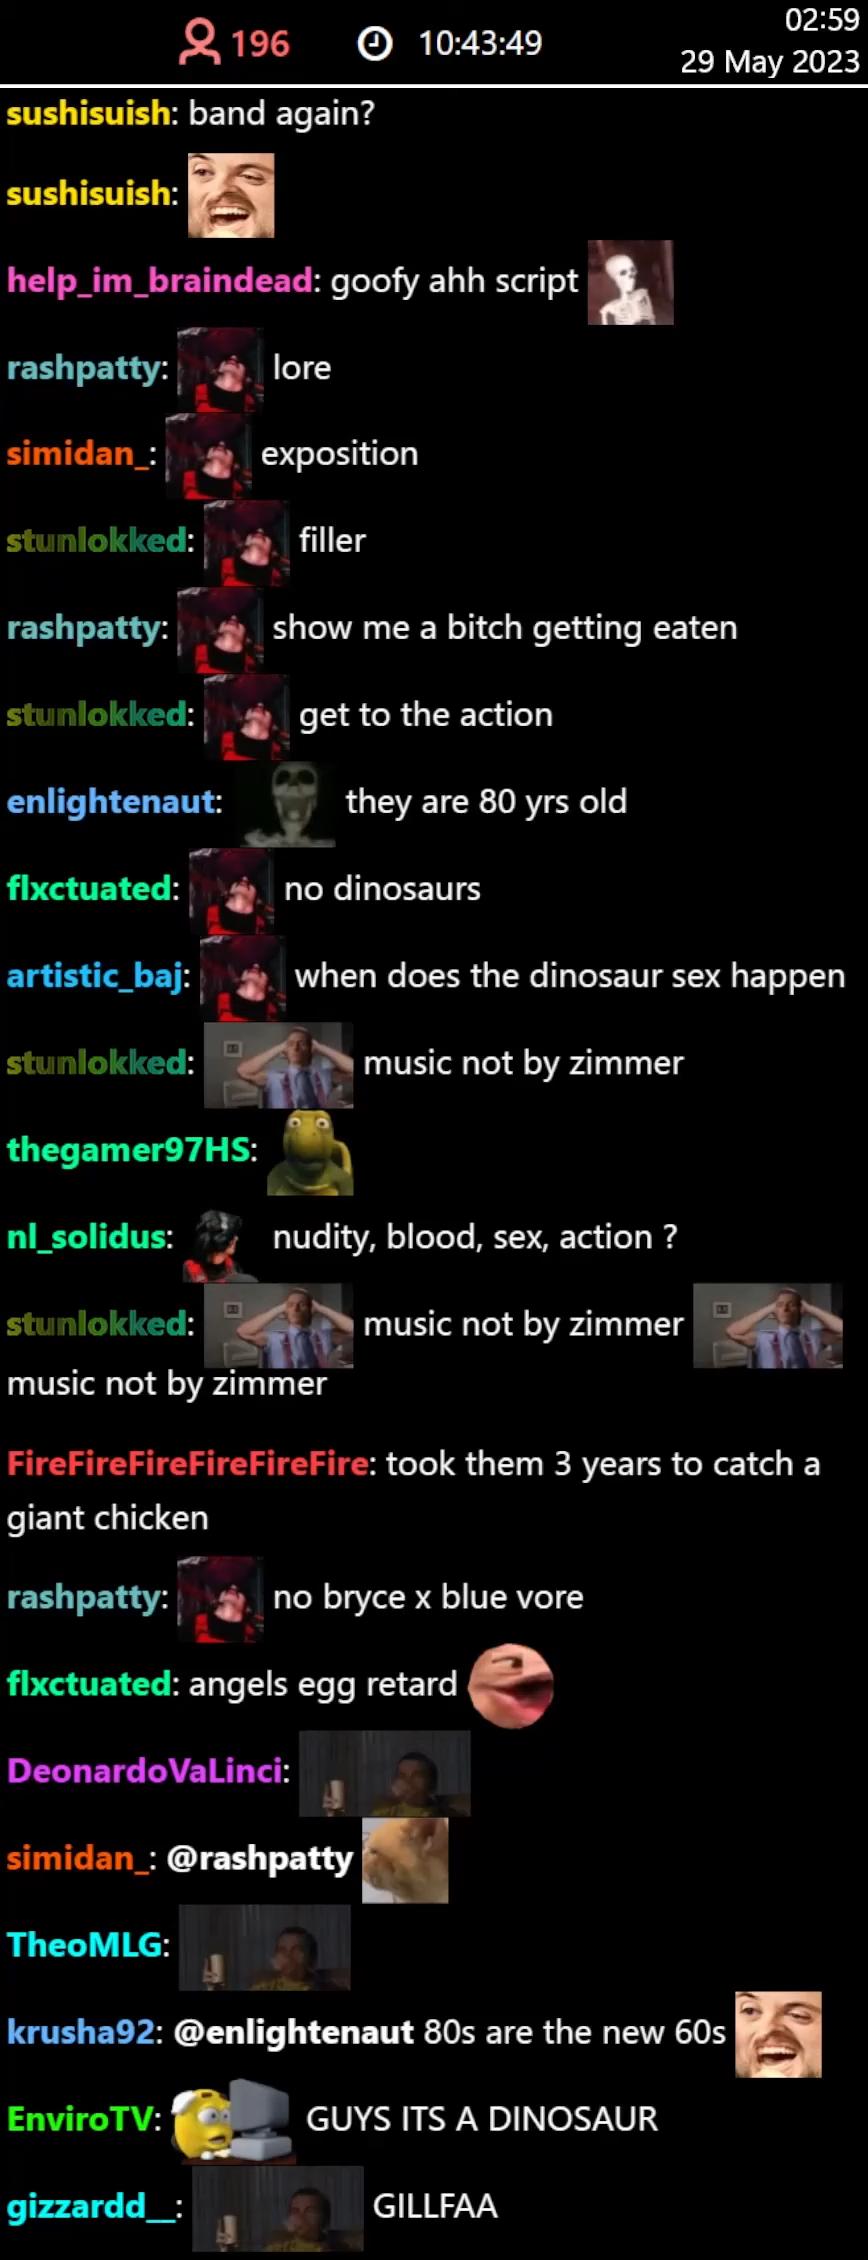 196 10:43:49 02:59
29 May 2023
sushisuish: band again?
sushisuish:
help_im_braindead: goofy ahh script
rashpatty: lore
simidan_: exposition
stunlokked: filler
rashpatty: show me a bitch getting eaten
stunlokked: get to the action
enlightenaut: they are 80 yrs old
flxctuated: no dinosaurs
artistic_baj: when does the dinosaur sex happen
stunlokked: music not by zimmer
thegamer97HS:
nl_solidus: nudity, blood, sex, action ?
stunlokked: music not by zimmer
music not by zimmer
FireFireFireFireFireFire: took them 3 years to catch a
giant chicken
rashpatty: no bryce x blue vore
flxctuated: angels egg retard
DeonardoVaLinci:
simidan_: @rashpatty
TheoMLG:
krusha92: @enlightenaut 80s are the new 60s
EnviroTV: GUYS ITS A DINOSAUR
gizzardd__: GILLFAA